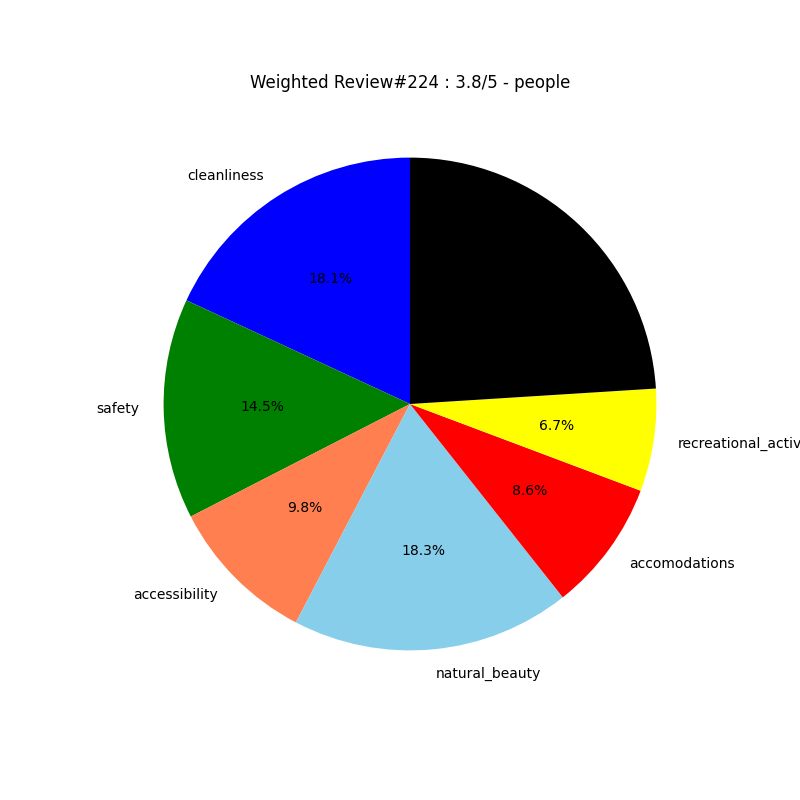 Weighted Review#224 : 3.8/5 - people
cleanliness
18.1%
safety
14.5%
6.7%
recreational_activ
8.6%
9.8%
18.3%
accomodations
accessibility
natural_beauty